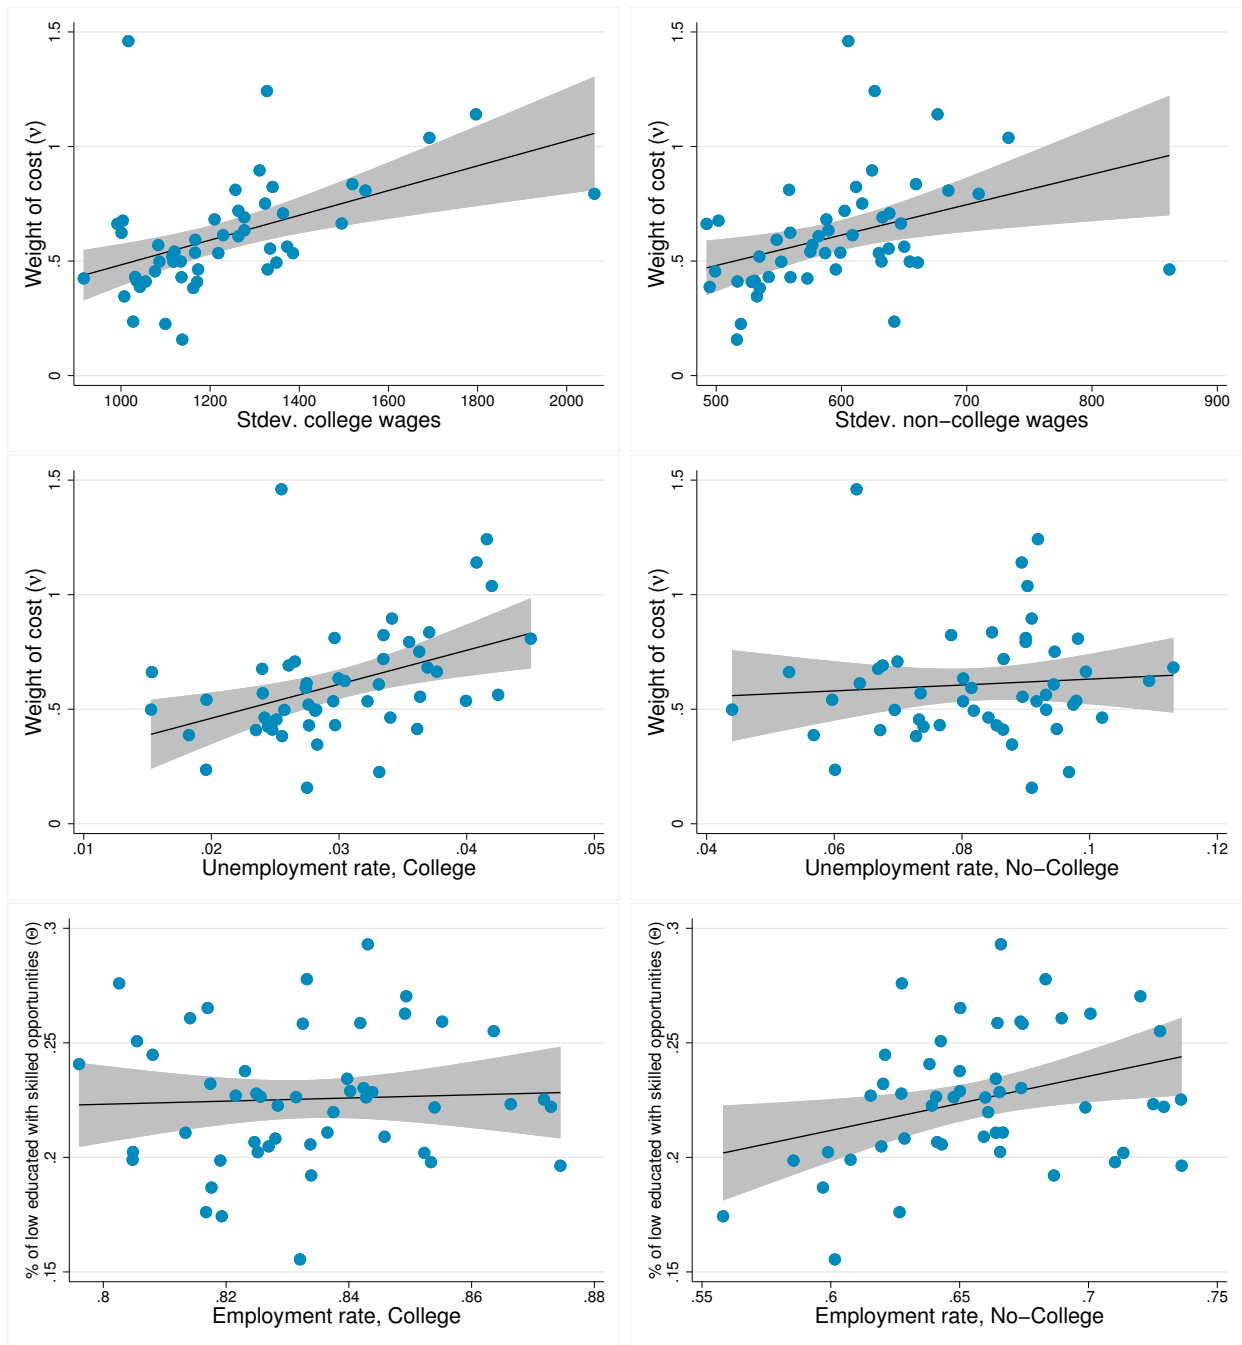 Weight of cost (ν)
0 .5 1 1.5
1000 1200 1400 1600 1800 2000
Stdev. college wages
Weight of cost (ν)
0 .5 1 1.5
500 600 700 800 900
Stdev. non−college wages
Weight of cost (ν)
0 .5 1 1.5
.01 .02 .03 .04 .05
Unemployment rate, College
Weight of cost (ν)
0 .5 1 1.5
.04 .06 .08 .1 .12
Unemployment rate, No−College
% of low educated with skilled opportunities (Θ)
.15 .2 .25 .3
.8 .82 .84 .86 .88
Employment rate, College
% of low educated with skilled opportunities (Θ)
.15 .2 .25 .3
.55 .6 .65 .7 .75
Employment rate, No−College